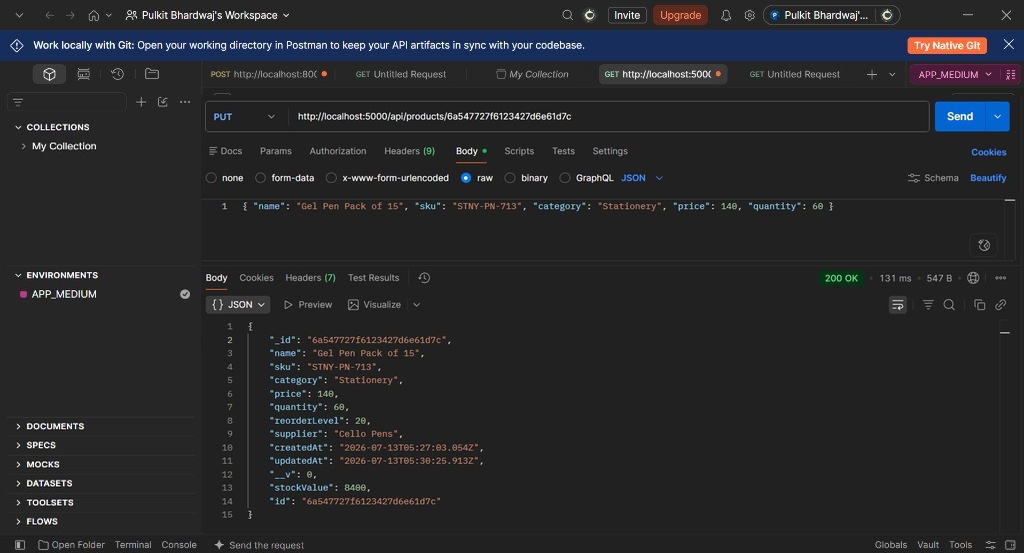 Pulkit Bhardwaj's Workspace Invite Upgrade Pulkit Bhardwaj'...
Work locally with Git: Open your working directory in Postman to keep your API artifacts in sync with your codebase. Try Native Git
POST http://localhost:80( GET Untitled Request My Collection GET http://localhost:500( GET Untitled Request APP_MEDIUM
COLLECTIONS
My Collection
ENVIRONMENTS
APP_MEDIUM
DOCUMENTS
SPECS
MOCKS
DATASETS
TOOLSETS
FLOWS
PUT http://localhost:5000/api/products/6a547727f6123427d6e61d7c Send
Docs Params Authorization Headers (9) Body Scripts Tests Settings Cookies
none form-data x-www-form-urlencoded raw binary GraphQL JSON Schema Beautify
1 { "name": "Gel Pen Pack of 15", "sku": "STNY-PN-713", "category": "Stationery", "price": 140, "quantity": 60 }
Body Cookies Headers (7) Test Results 200 OK 131 ms 547 B
{ } JSON Preview Visualize
1 {
2 "_id": "6a547727f6123427d6e61d7c",
3 "name": "Gel Pen Pack of 15",
4 "sku": "STNY-PN-713",
5 "category": "Stationery",
6 "price": 140,
7 "quantity": 60,
8 "reorderLevel": 20,
9 "supplier": "Cello Pens",
10 "createdAt": "2026-07-13T05:27:03.054Z",
11 "updatedAt": "2026-07-13T05:30:25.913Z",
12 "__v": 0,
13 "stockValue": 8400,
14 "id": "6a547727f6123427d6e61d7c"
15 }
Open Folder Terminal Console Send the request Globals Vault Tools